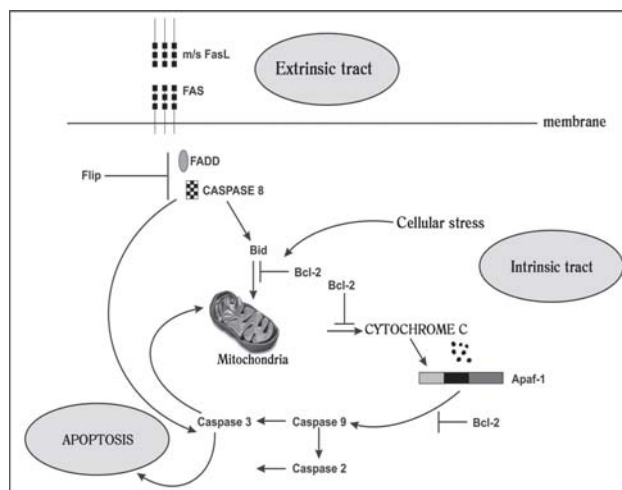 m/s FasL
Extrinsic tract
FAS
membrane
FADD
Flip
CASPASE 8
Cellular stress
Bid
Bcl-2
Intrinsic tract
Bcl-2
Mitochondria
CYTOCHROME C
Apaf-1
Caspase 3
Caspase 9
Bcl-2
APOPTOSIS
Caspase 2